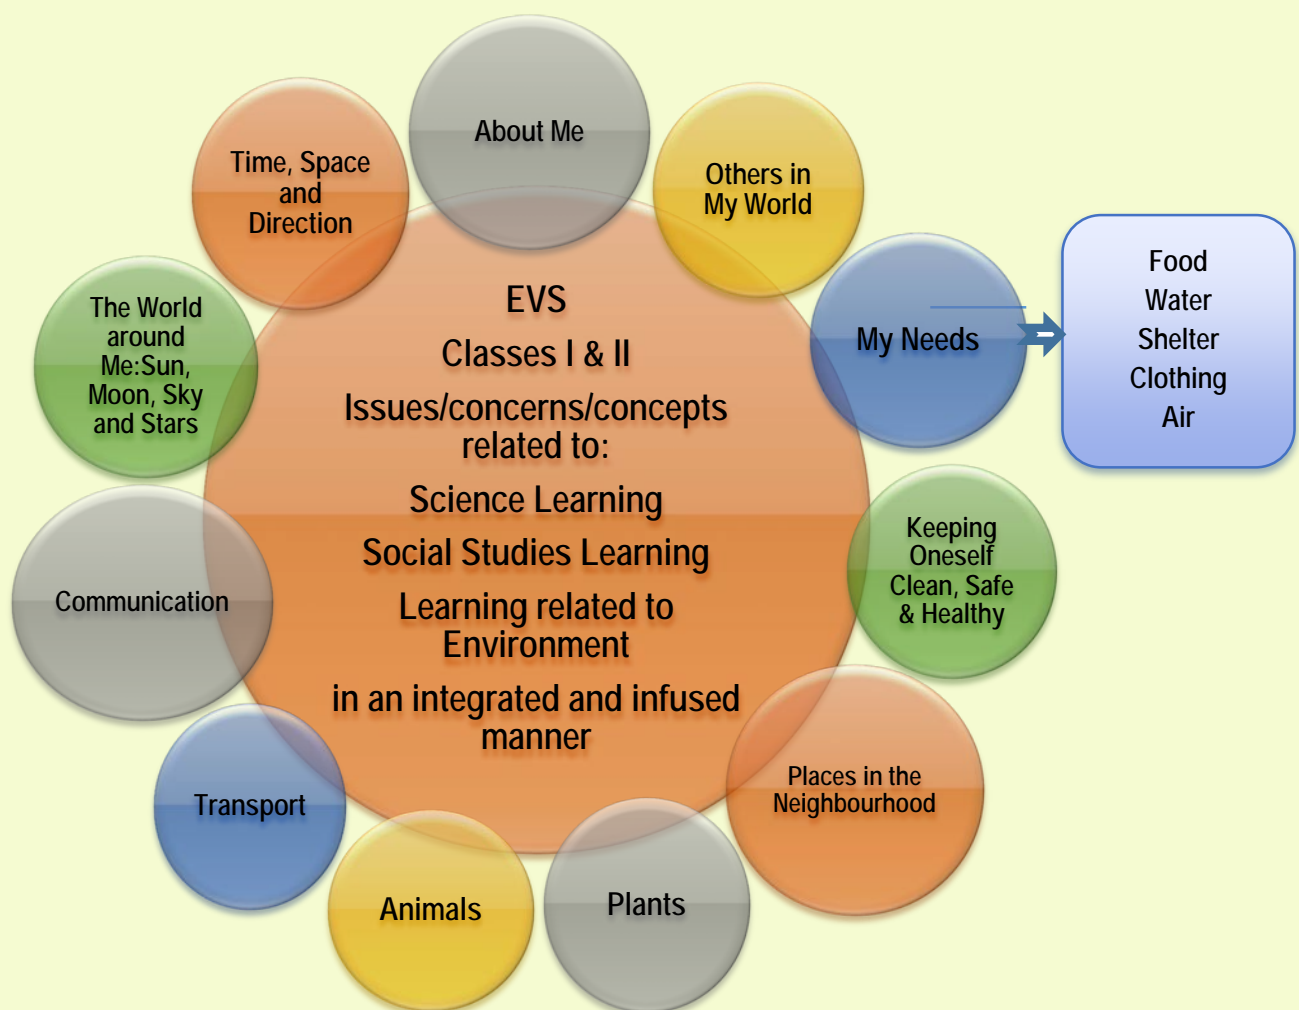 About Me
Others in
My World
My Needs
Food
Water
Shelter
Clothing
Air
Keeping
Oneself
Clean, Safe
& Healthy
Places in the
Neighbourhood
Plants
Animals
Transport
Communication
The World
around
Me:Sun,
Moon, Sky
and Stars
Time, Space
and
Direction
EVS
Classes I & II
Issues/concerns/concepts
related to:
Science Learning
Social Studies Learning
Learning related to
Environment
in an integrated and infused
manner